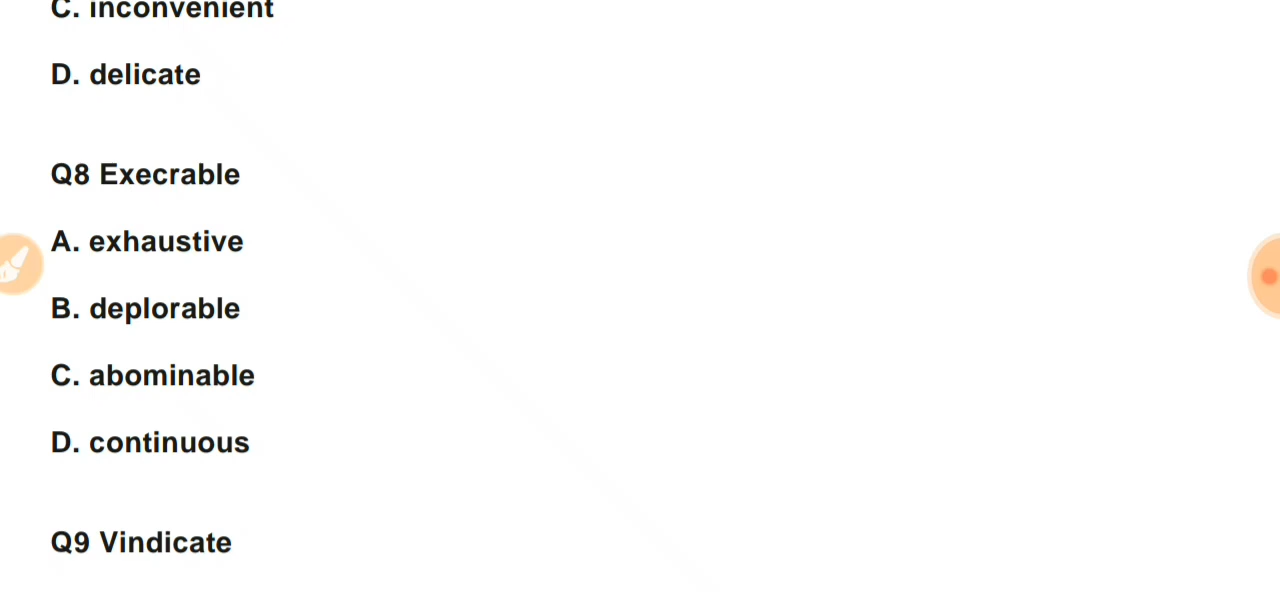 C. inconvenient
D. delicate
Q8 Execrable
A. exhaustive
B. deplorable
C. abominable
D. continuous
Q9 Vindicate